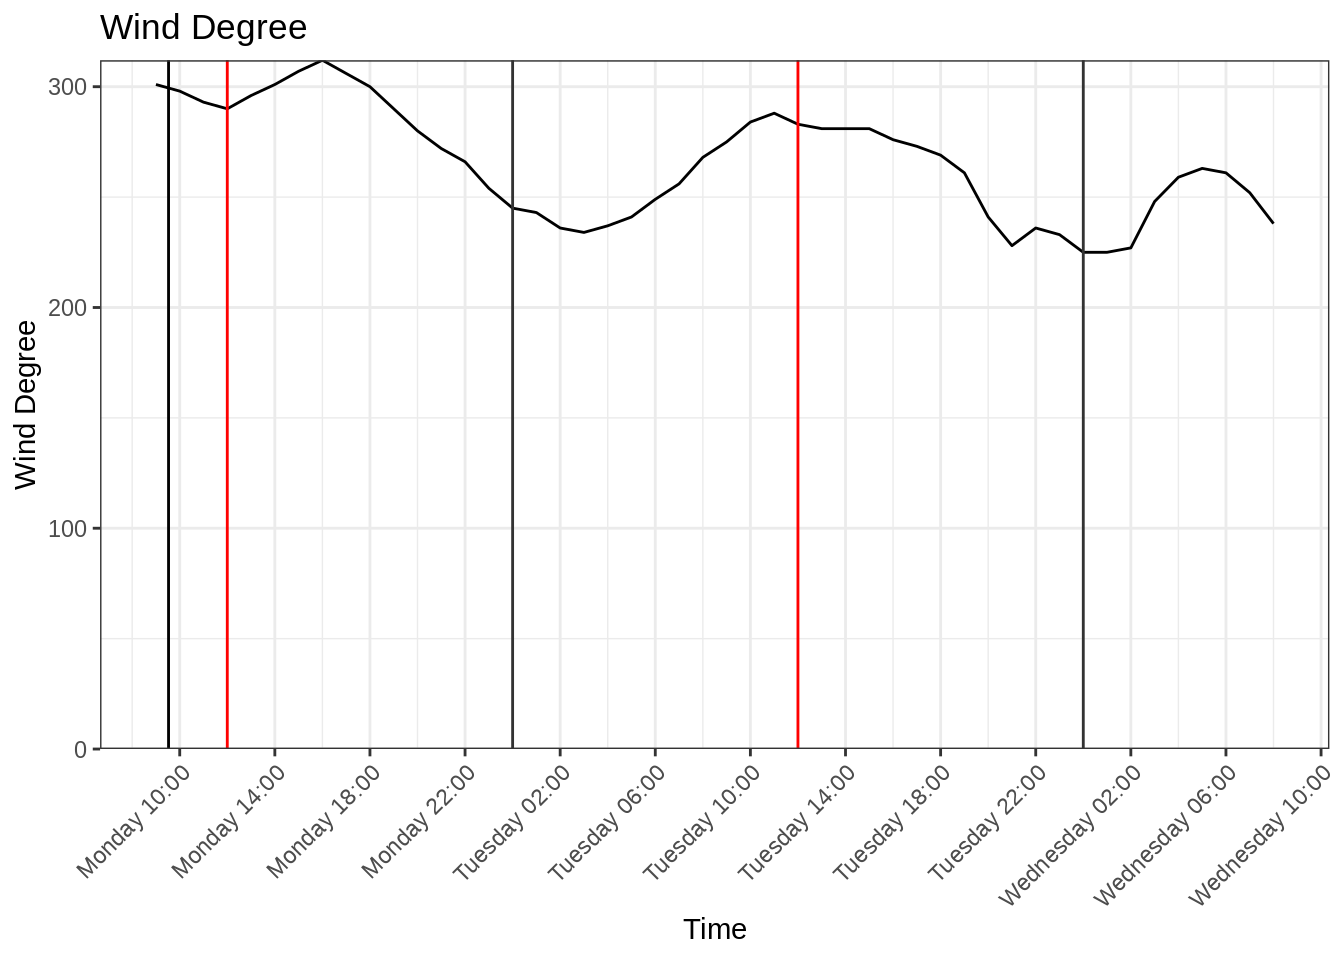 Wind Degree
Wind Degree
300
200
100
0
Monday 10:00
Monday 14:00
Monday 18:00
Monday 22:00
Tuesday 02:00
Tuesday 06:00
Tuesday 10:00
Tuesday 14:00
Tuesday 18:00
Tuesday 22:00
Wednesday 02:00
Wednesday 06:00
Wednesday 10:00
Time